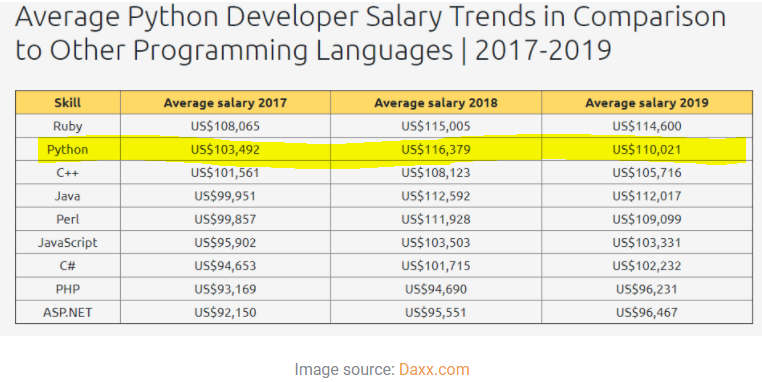 Average Python Developer Salary Trends in Comparison
to Other Programming Languages | 2017-2019
Skill Average salary 2017 Average salary 2018 Average salary 2019
Ruby US$108,065 US$115,005 US$114,600
Python US$103,492 US$116,379 US$110,021
C++ US$101,561 US$108,123 US$105,716
Java US$99,951 US$112,592 US$112,017
Perl US$99,857 US$111,928 US$109,099
JavaScript US$95,902 US$103,503 US$103,331
C# US$94,653 US$101,715 US$102,232
PHP US$93,169 US$94,690 US$96,231
ASP.NET US$92,150 US$95,551 US$96,467
Image source: Daxx.com